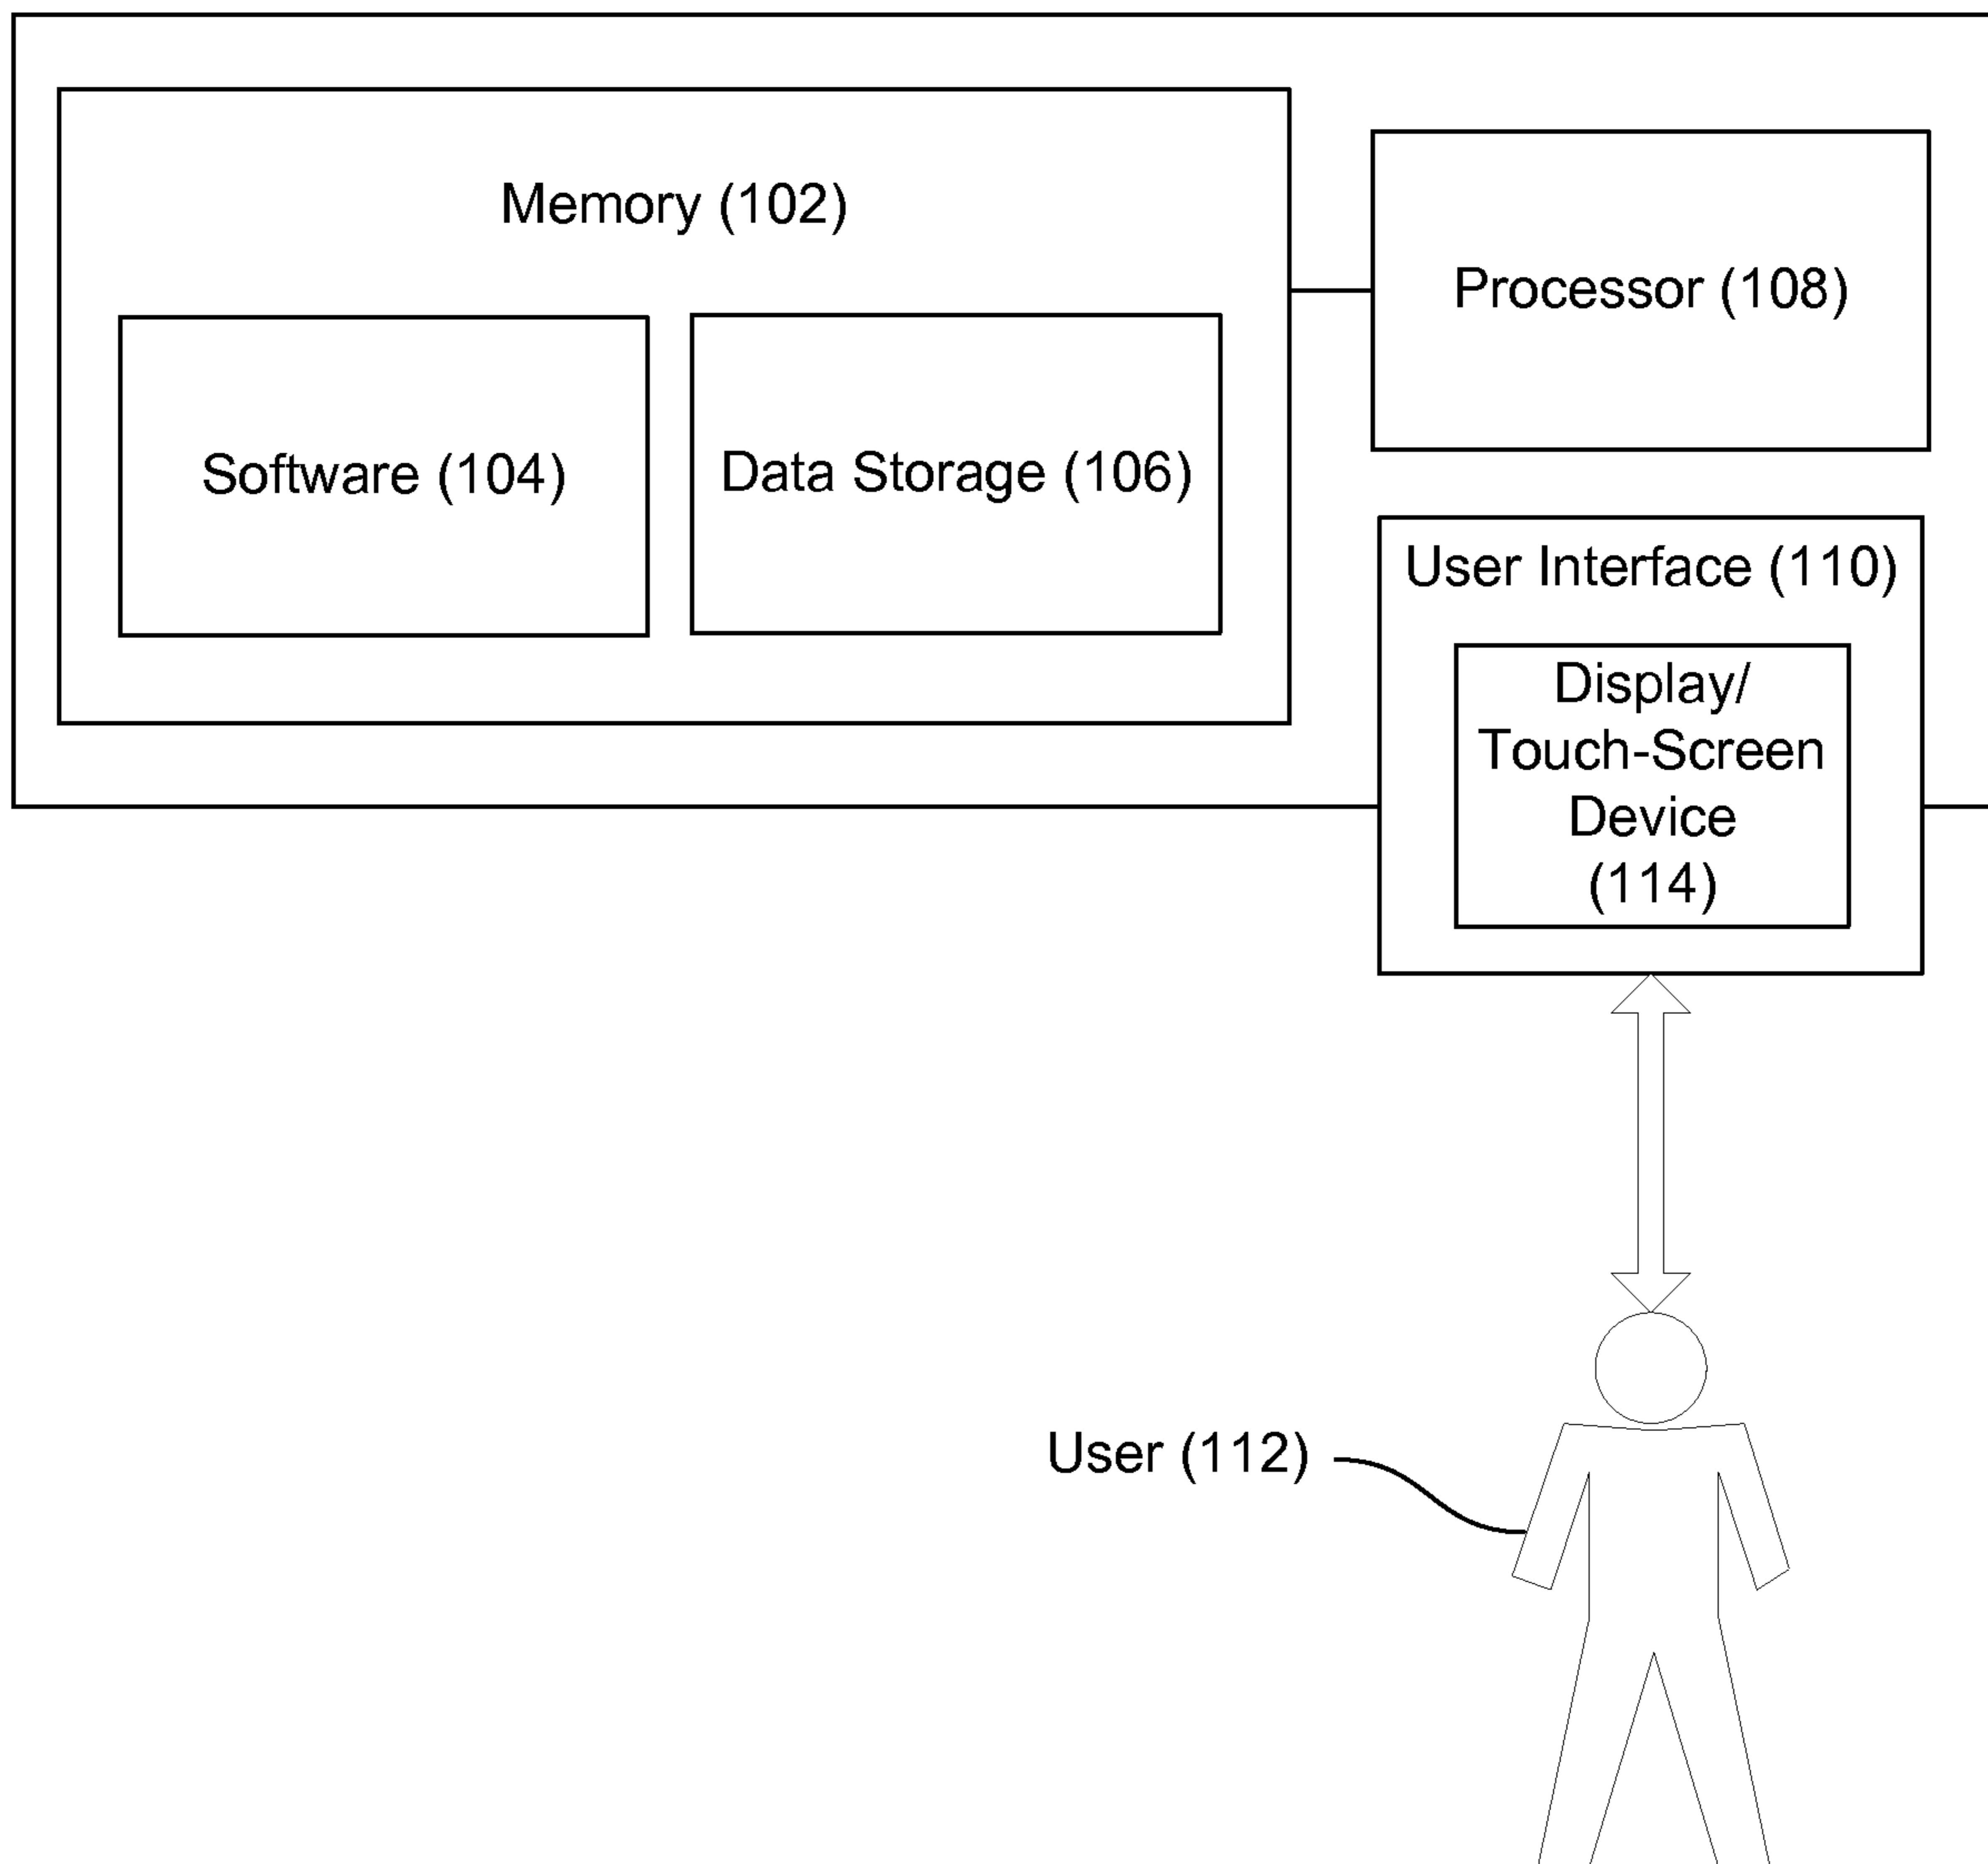 Memory (102)
Processor (108)
Software (104)
Data Storage (106)
User Interface (110)
Display/
Touch-Screen
Device
(114)
User (112)